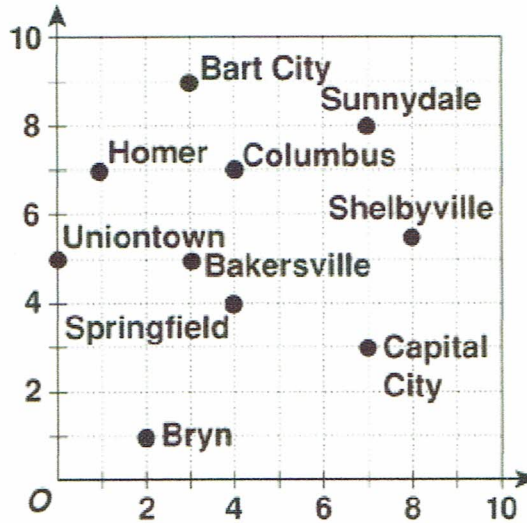 10
Bart City
Sunnydale
8
Homer
Columbus
Shelbyville
6
Uniontown
Bakersville
4
Springfield
Capital
City
2
Bryn
O
2
4
6
8
10